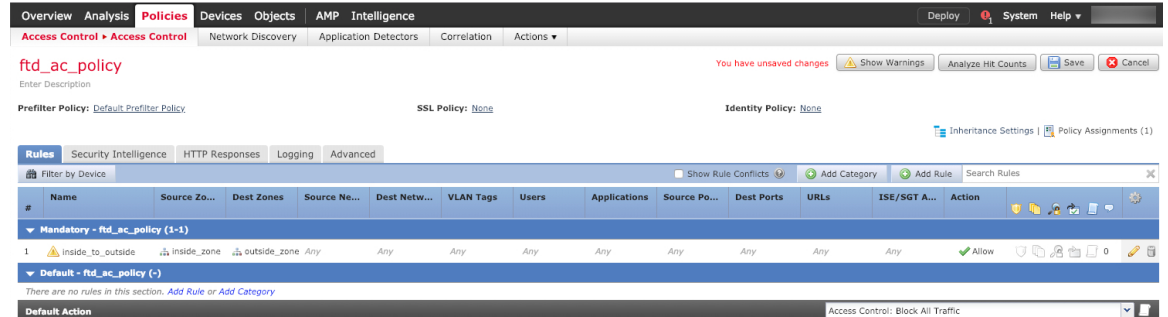 Overview Analysis Policies Devices Objects AMP Intelligence Deploy 1 System Help ▾
Access Control ▸ Access Control Network Discovery Application Detectors Correlation Actions ▾
ftd_ac_policy You have unsaved changes Show Warnings Analyze Hit Counts Save Cancel
Enter Description
Prefilter Policy: Default Prefilter Policy SSL Policy: None Identity Policy: None
Inheritance Settings | Policy Assignments (1)
Rules Security Intelligence HTTP Responses Logging Advanced
Filter by Device Show Rule Conflicts Add Category Add Rule Search Rules
# Name Source Zo... Dest Zones Source Ne... Dest Netw... VLAN Tags Users Applications Source Po... Dest Ports URLs ISE/SGT A... Action
Mandatory - ftd_ac_policy (1-1)
1 inside_to_outside inside_zone outside_zone Any Any Any Any Any Any Any Any Any Allow 0
Default - ftd_ac_policy (-)
There are no rules in this section. Add Rule or Add Category
Default Action Access Control: Block All Traffic